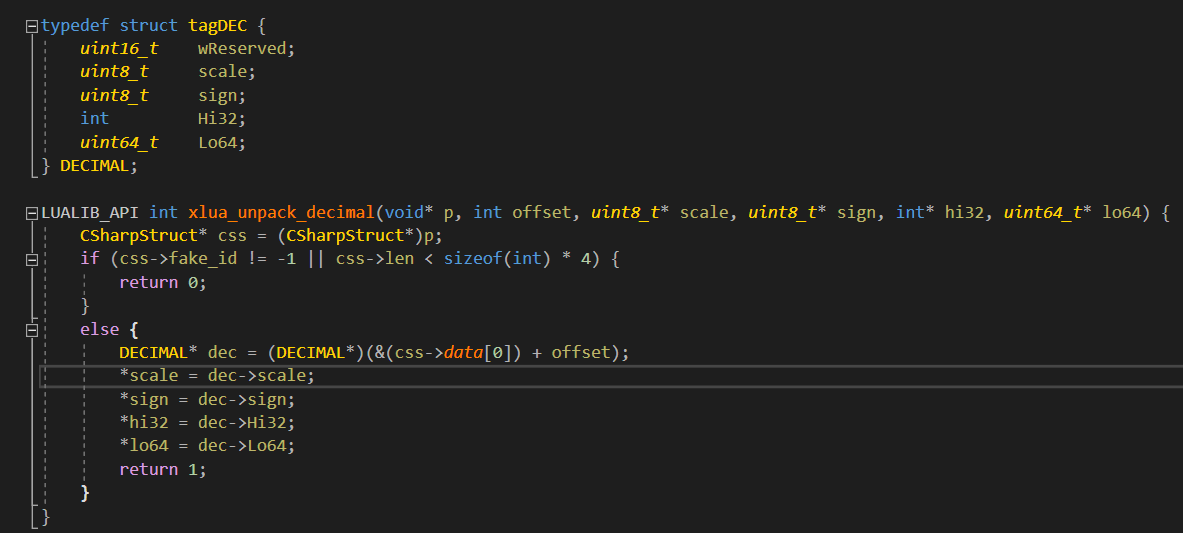 typedef struct tagDEC {
    uint16_t    wReserved;
    uint8_t     scale;
    uint8_t     sign;
    int         Hi32;
    uint64_t    Lo64;
} DECIMAL;

LUALIB_API int xlua_unpack_decimal(void* p, int offset, uint8_t* scale, uint8_t* sign, int* hi32, uint64_t* lo64) {
    CSharpStruct* css = (CSharpStruct*)p;
    if (css->fake_id != -1 || css->len < sizeof(int) * 4) {
        return 0;
    }
    else {
        DECIMAL* dec = (DECIMAL*)(&(css->data[0]) + offset);
        *scale = dec->scale;
        *sign = dec->sign;
        *hi32 = dec->Hi32;
        *lo64 = dec->Lo64;
        return 1;
    }
}